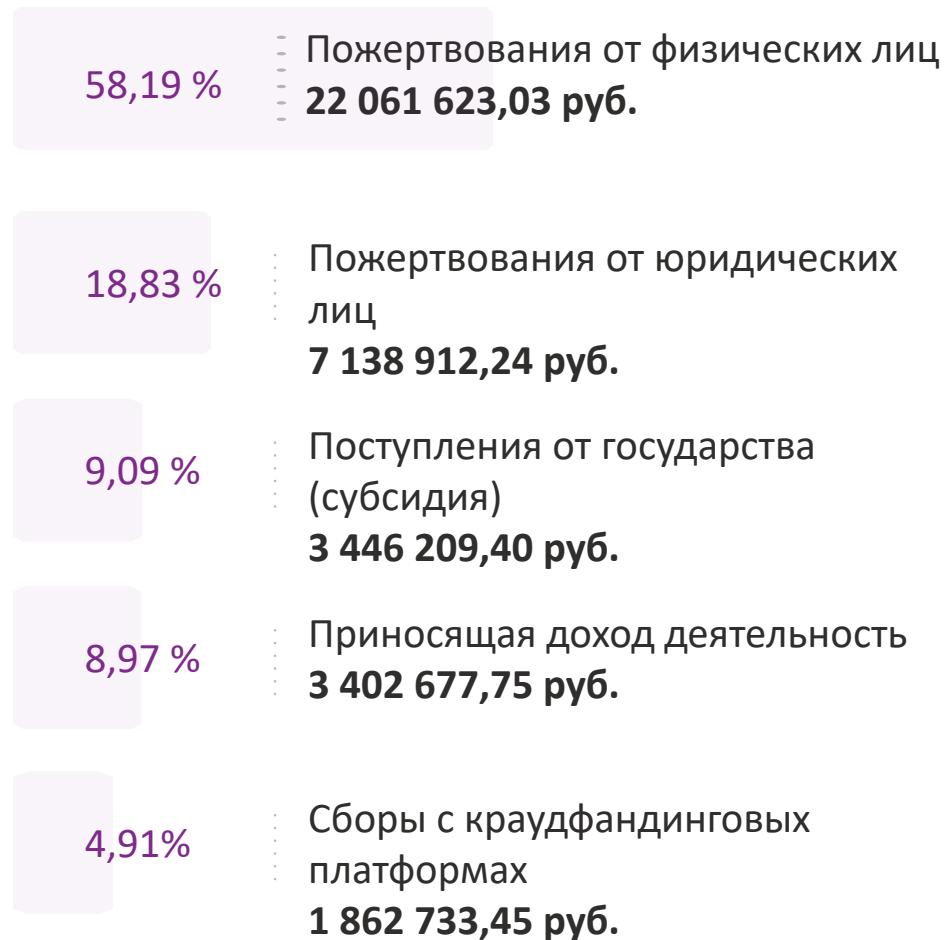 58,19 %
Пожертвования от физических лиц
22 061 623,03 руб.
18,83 %
Пожертвования от юридических
лиц
7 138 912,24 руб.
9,09 %
Поступления от государства
(субсидия)
3 446 209,40 руб.
8,97 %
Приносящая доход деятельность
3 402 677,75 руб.
4,91%
Сборы с краудфандинговых
платформах
1 862 733,45 руб.